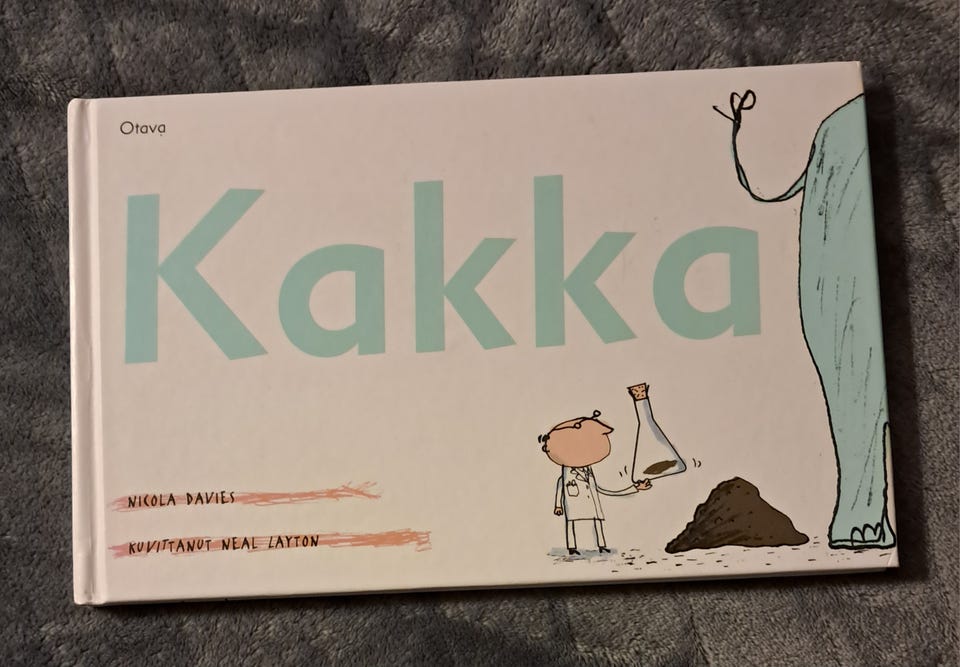 Otava
Kakka
NICOLA DAVIES
KUVITTANUT NEAL LAYTON